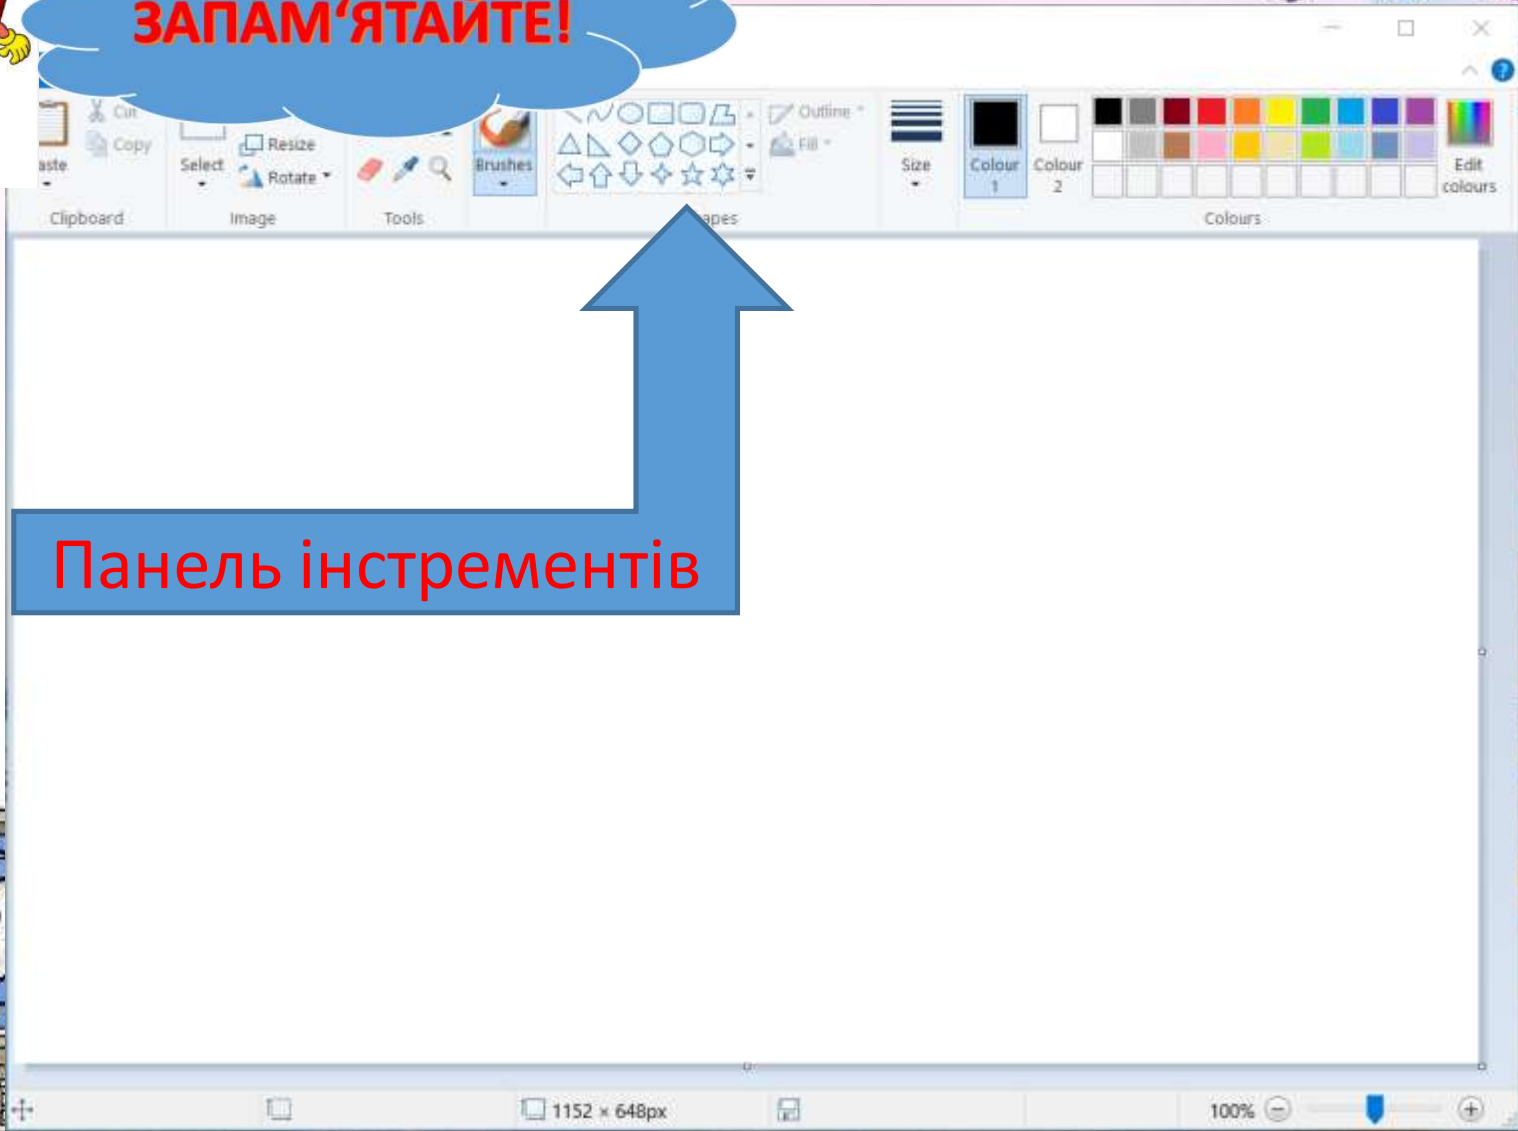 ЗАПАМ‘ЯТАЙТЕ!
Cut
Copy
aste
Select
Resize
Rotate
Brushes
Outline
Fill
Size
Colour 1
Colour 2
Edit colours
Clipboard
Image
Tools
apes
Colours
Панель інстрементів
1152 × 648px
100%